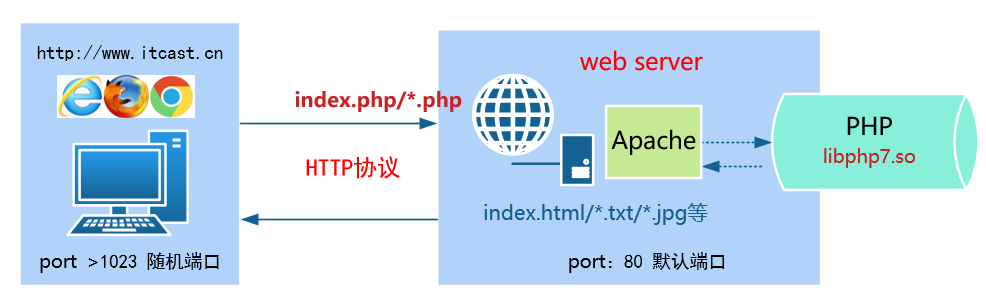 http://www.itcast.cn
port >1023 随机端口
index.php/*.php
HTTP协议
web server
Apache
index.html/*.txt/*.jpg等
port：80 默认端口
PHP
libphp7.so